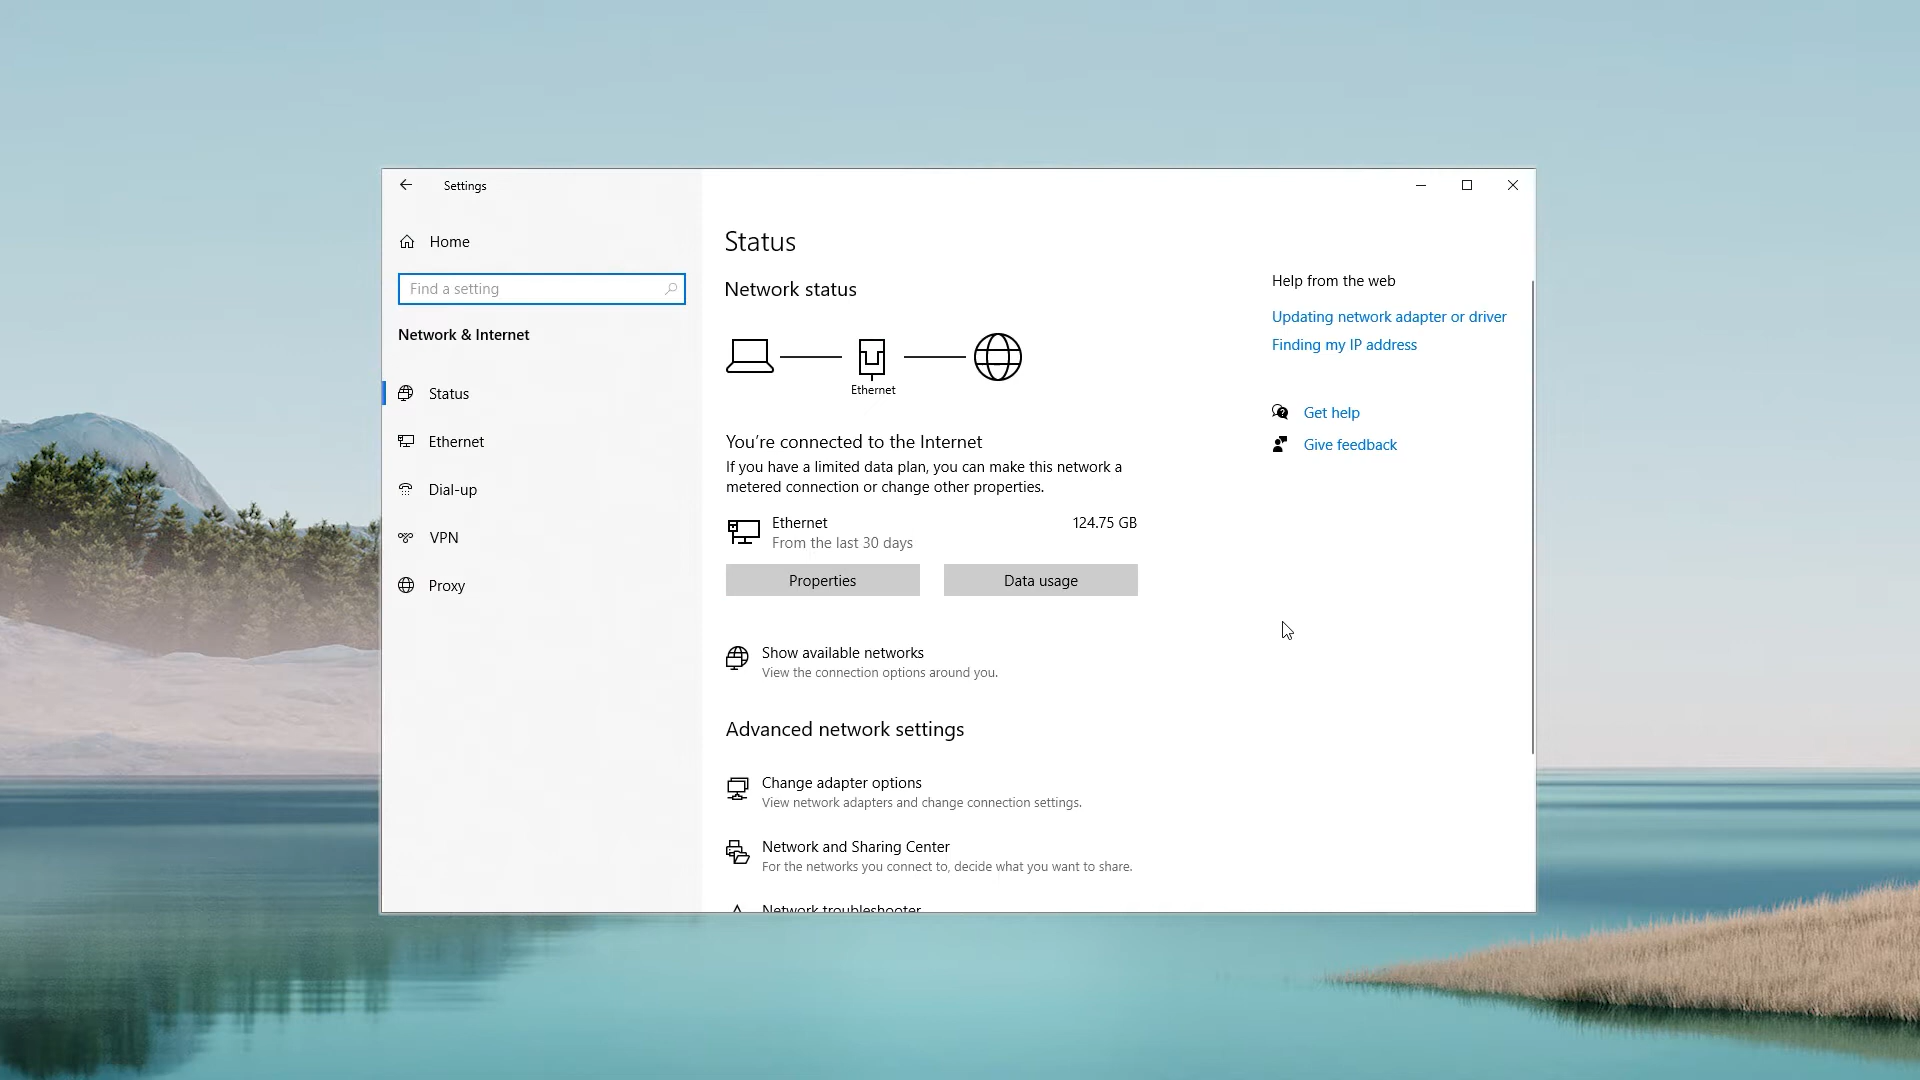 Settings
Home
Find a setting
Network & Internet
Status
Ethernet
Dial-up
VPN
Proxy
Status
Network status
Ethernet
You're connected to the Internet
If you have a limited data plan, you can make this network a
metered connection or change other properties.
Ethernet
124.75 GB
From the last 30 days
Properties
Data usage
Show available networks
View the connection options around you.
Advanced network settings
Change adapter options
View network adapters and change connection settings.
Network and Sharing Center
For the networks you connect to, decide what you want to share.
Network troubleshooter
Help from the web
Updating network adapter or driver
Finding my IP address
Get help
Give feedback